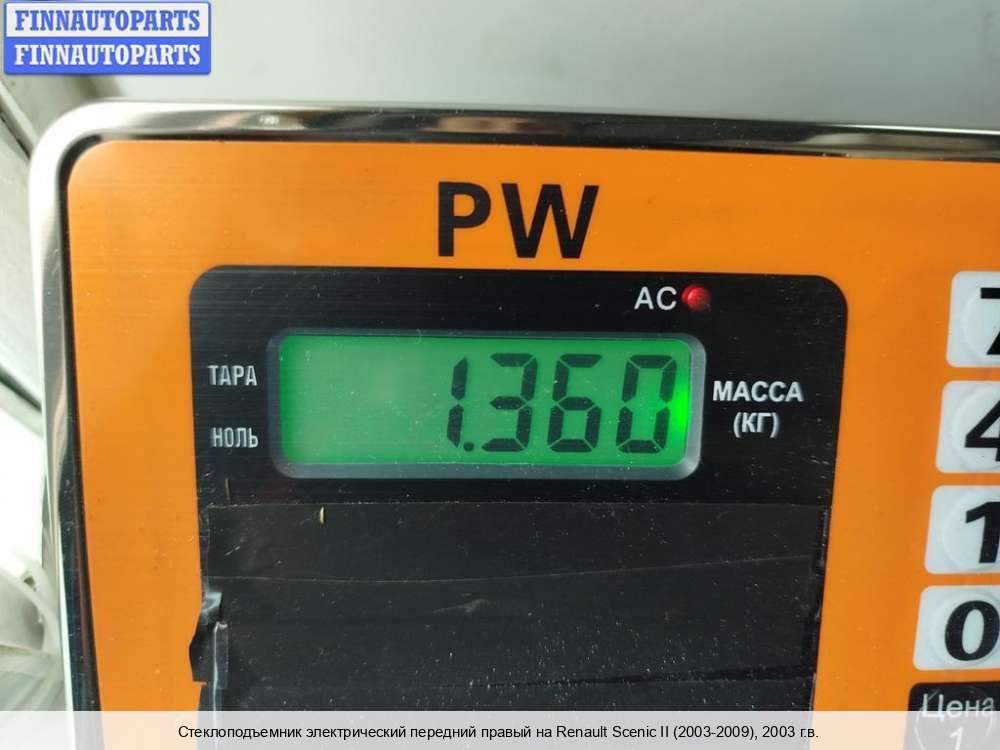 FINNAUTOPARTS
FINNAUTOPARTS
PW
AC
ТАРА
1.360
МАССА
(КГ)
НОЛЬ
7
4
1
0
Цена
1
Стеклоподъемник электрический передний правый на Renault Scenic II (2003-2009), 2003 г.в.